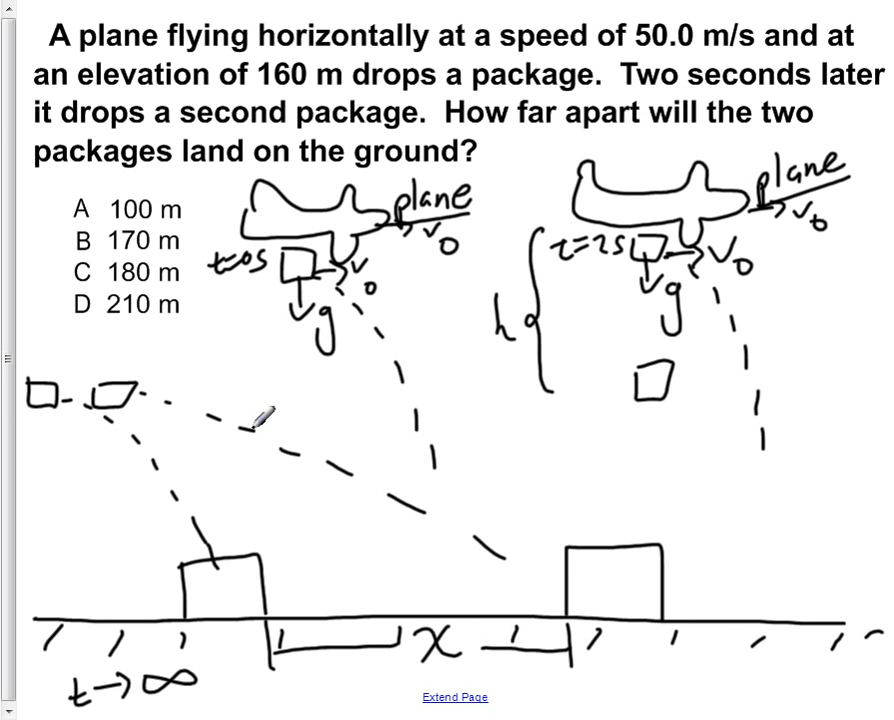 A plane flying horizontally at a speed of 50.0 m/s and at
an elevation of 160 m drops a package. Two seconds later
it drops a second package. How far apart will the two
packages land on the ground?
A 100 m
B 170 m
C 180 m
D 210 m
plane
v₀
t=0s
v₀
g
plane
v₀
t=2s
v₀
g
h
x
t→∞
Extend Page